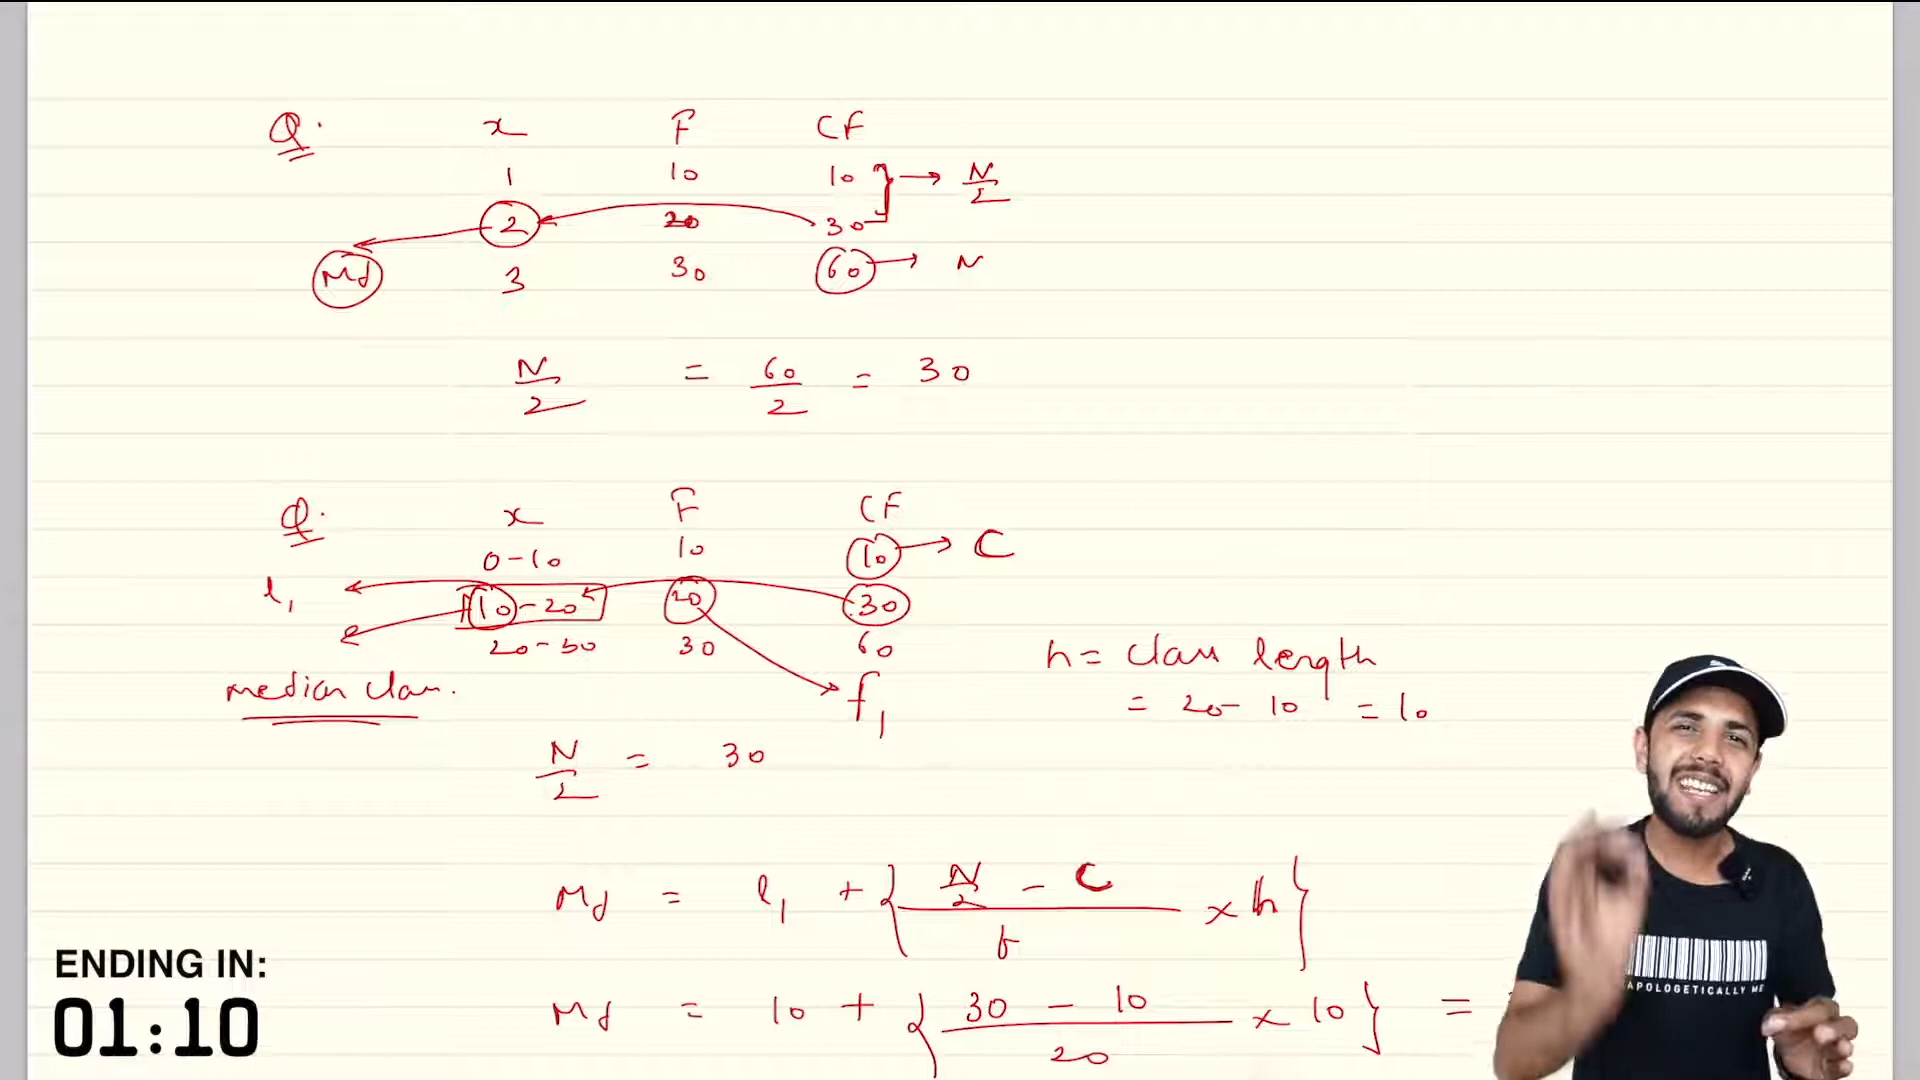 Q. x F CF
1 10 10 } → N/2
2 20 30
Md 3 30 60 → N
N/2 = 60/2 = 30
Q. x F CF
0-10 10 10 → C
l₁ 10-20 20 30
20-30 30 60
h = class length
median class. f₁ = 20 - 10 = 10
N/2 = 30
Md = l₁ + { N/2 - C / f × h }
ENDING IN:
01:10
Md = 10 + { 30 - 10 / 20 × 10 } =
APOLOGETICALLY ME